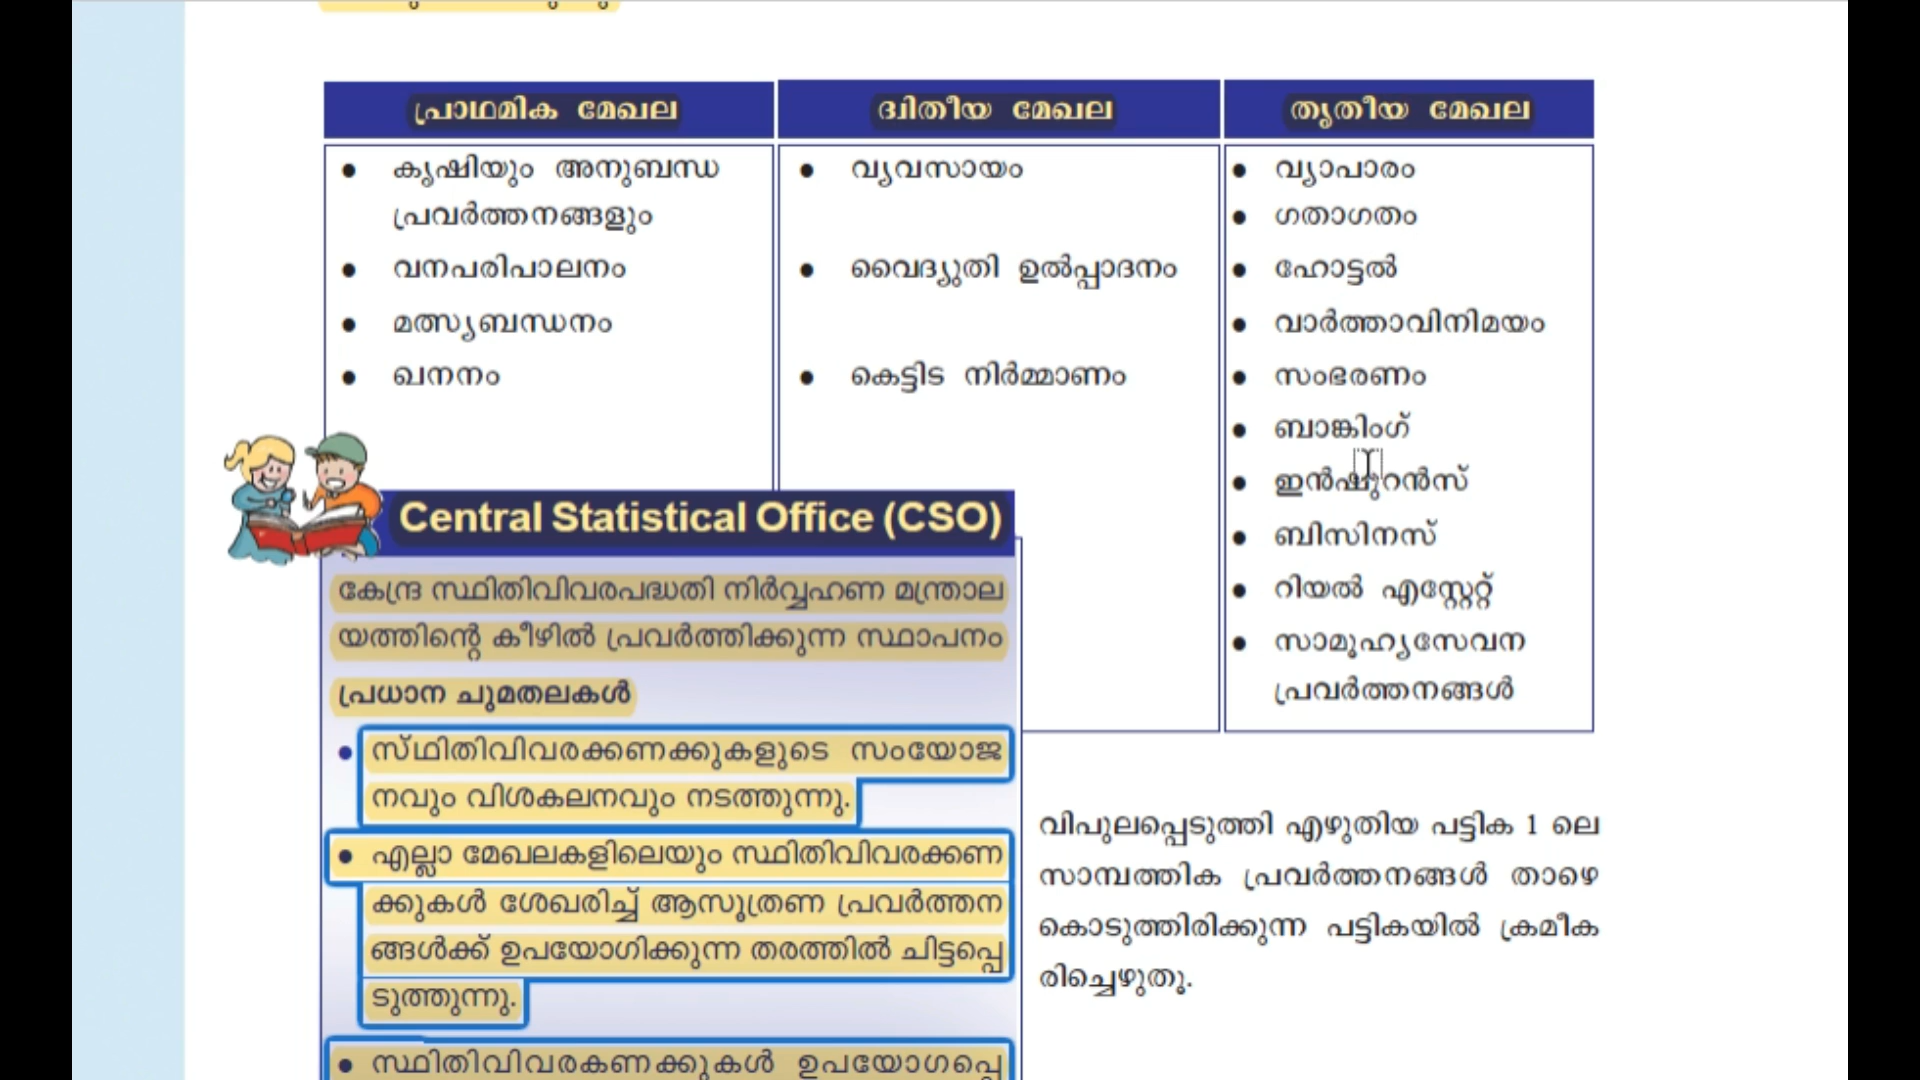 പ്രാഥമിക മേഖല
ദ്വിതീയ മേഖല
തൃതീയ മേഖല
കൃഷിയും അനുബന്ധ
പ്രവർത്തനങ്ങളും
വനപരിപാലനം
മത്സ്യബന്ധനം
ഖനനം
വ്യവസായം
വൈദ്യുതി ഉൽപ്പാദനം
കെട്ടിട നിർമ്മാണം
വ്യാപാരം
ഗതാഗതം
ഹോട്ടൽ
വാർത്താവിനിമയം
സംഭരണം
ബാങ്കിംഗ്
ഇൻഷുറൻസ്
ബിസിനസ്
റിയൽ എസ്റ്റേറ്റ്
സാമൂഹ്യസേവന
പ്രവർത്തനങ്ങൾ
Central Statistical Office (CSO)
കേന്ദ്ര സ്ഥിതിവിവരപദ്ധതി നിർവ്വഹണ മന്ത്രാല
യത്തിന്റെ കീഴിൽ പ്രവർത്തിക്കുന്ന സ്ഥാപനം
പ്രധാന ചുമതലകൾ
സ്ഥിതിവിവരക്കണക്കുകളുടെ സംയോജ
നവും വിശകലനവും നടത്തുന്നു.
എല്ലാ മേഖലകളിലെയും സ്ഥിതിവിവരക്കണ
ക്കുകൾ ശേഖരിച്ച് ആസൂത്രണ പ്രവർത്തന
ങ്ങൾക്ക് ഉപയോഗിക്കുന്ന തരത്തിൽ ചിട്ടപ്പെ
ടുത്തുന്നു.
സ്ഥിതിവിവരകണക്കുകൾ ഉപയോഗപ്പെ
വിപുലപ്പെടുത്തി എഴുതിയ പട്ടിക 1 ലെ
സാമ്പത്തിക പ്രവർത്തനങ്ങൾ താഴെ
കൊടുത്തിരിക്കുന്ന പട്ടികയിൽ ക്രമീക
രിച്ചെഴുതൂ.